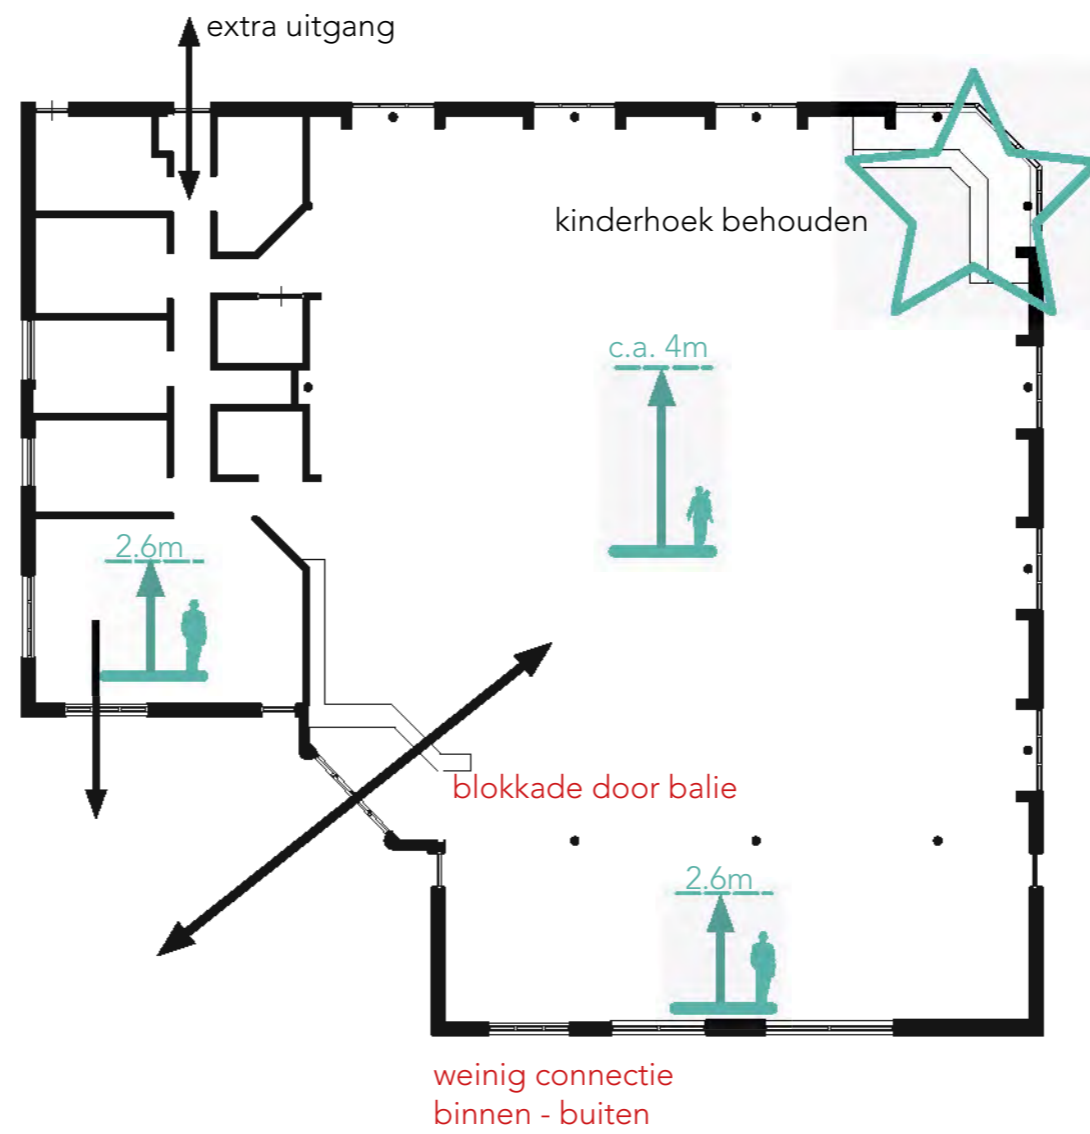 extra uitgang
kinderhoek behouden
c.a. 4m
2.6m
blokkade door balie
2.6m
weinig connectie
binnen - buiten